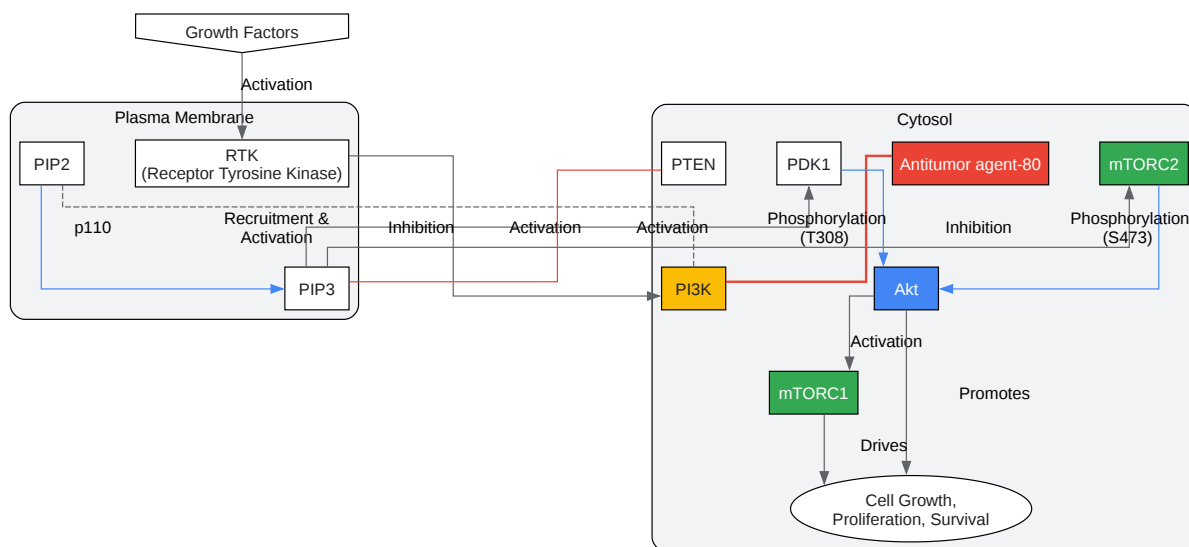 Growth Factors
Activation
Plasma Membrane
Cytosol
PIP2
RTK
(Receptor Tyrosine Kinase)
PTEN
PDK1
Antitumor agent-80
mTORC2
p110
Recruitment &
Activation
Inhibition
Activation
Activation
Phosphorylation
(T308)
Inhibition
Phosphorylation
(S473)
PIP3
PI3K
Akt
Activation
mTORC1
Promotes
Drives
Cell Growth,
Proliferation, Survival